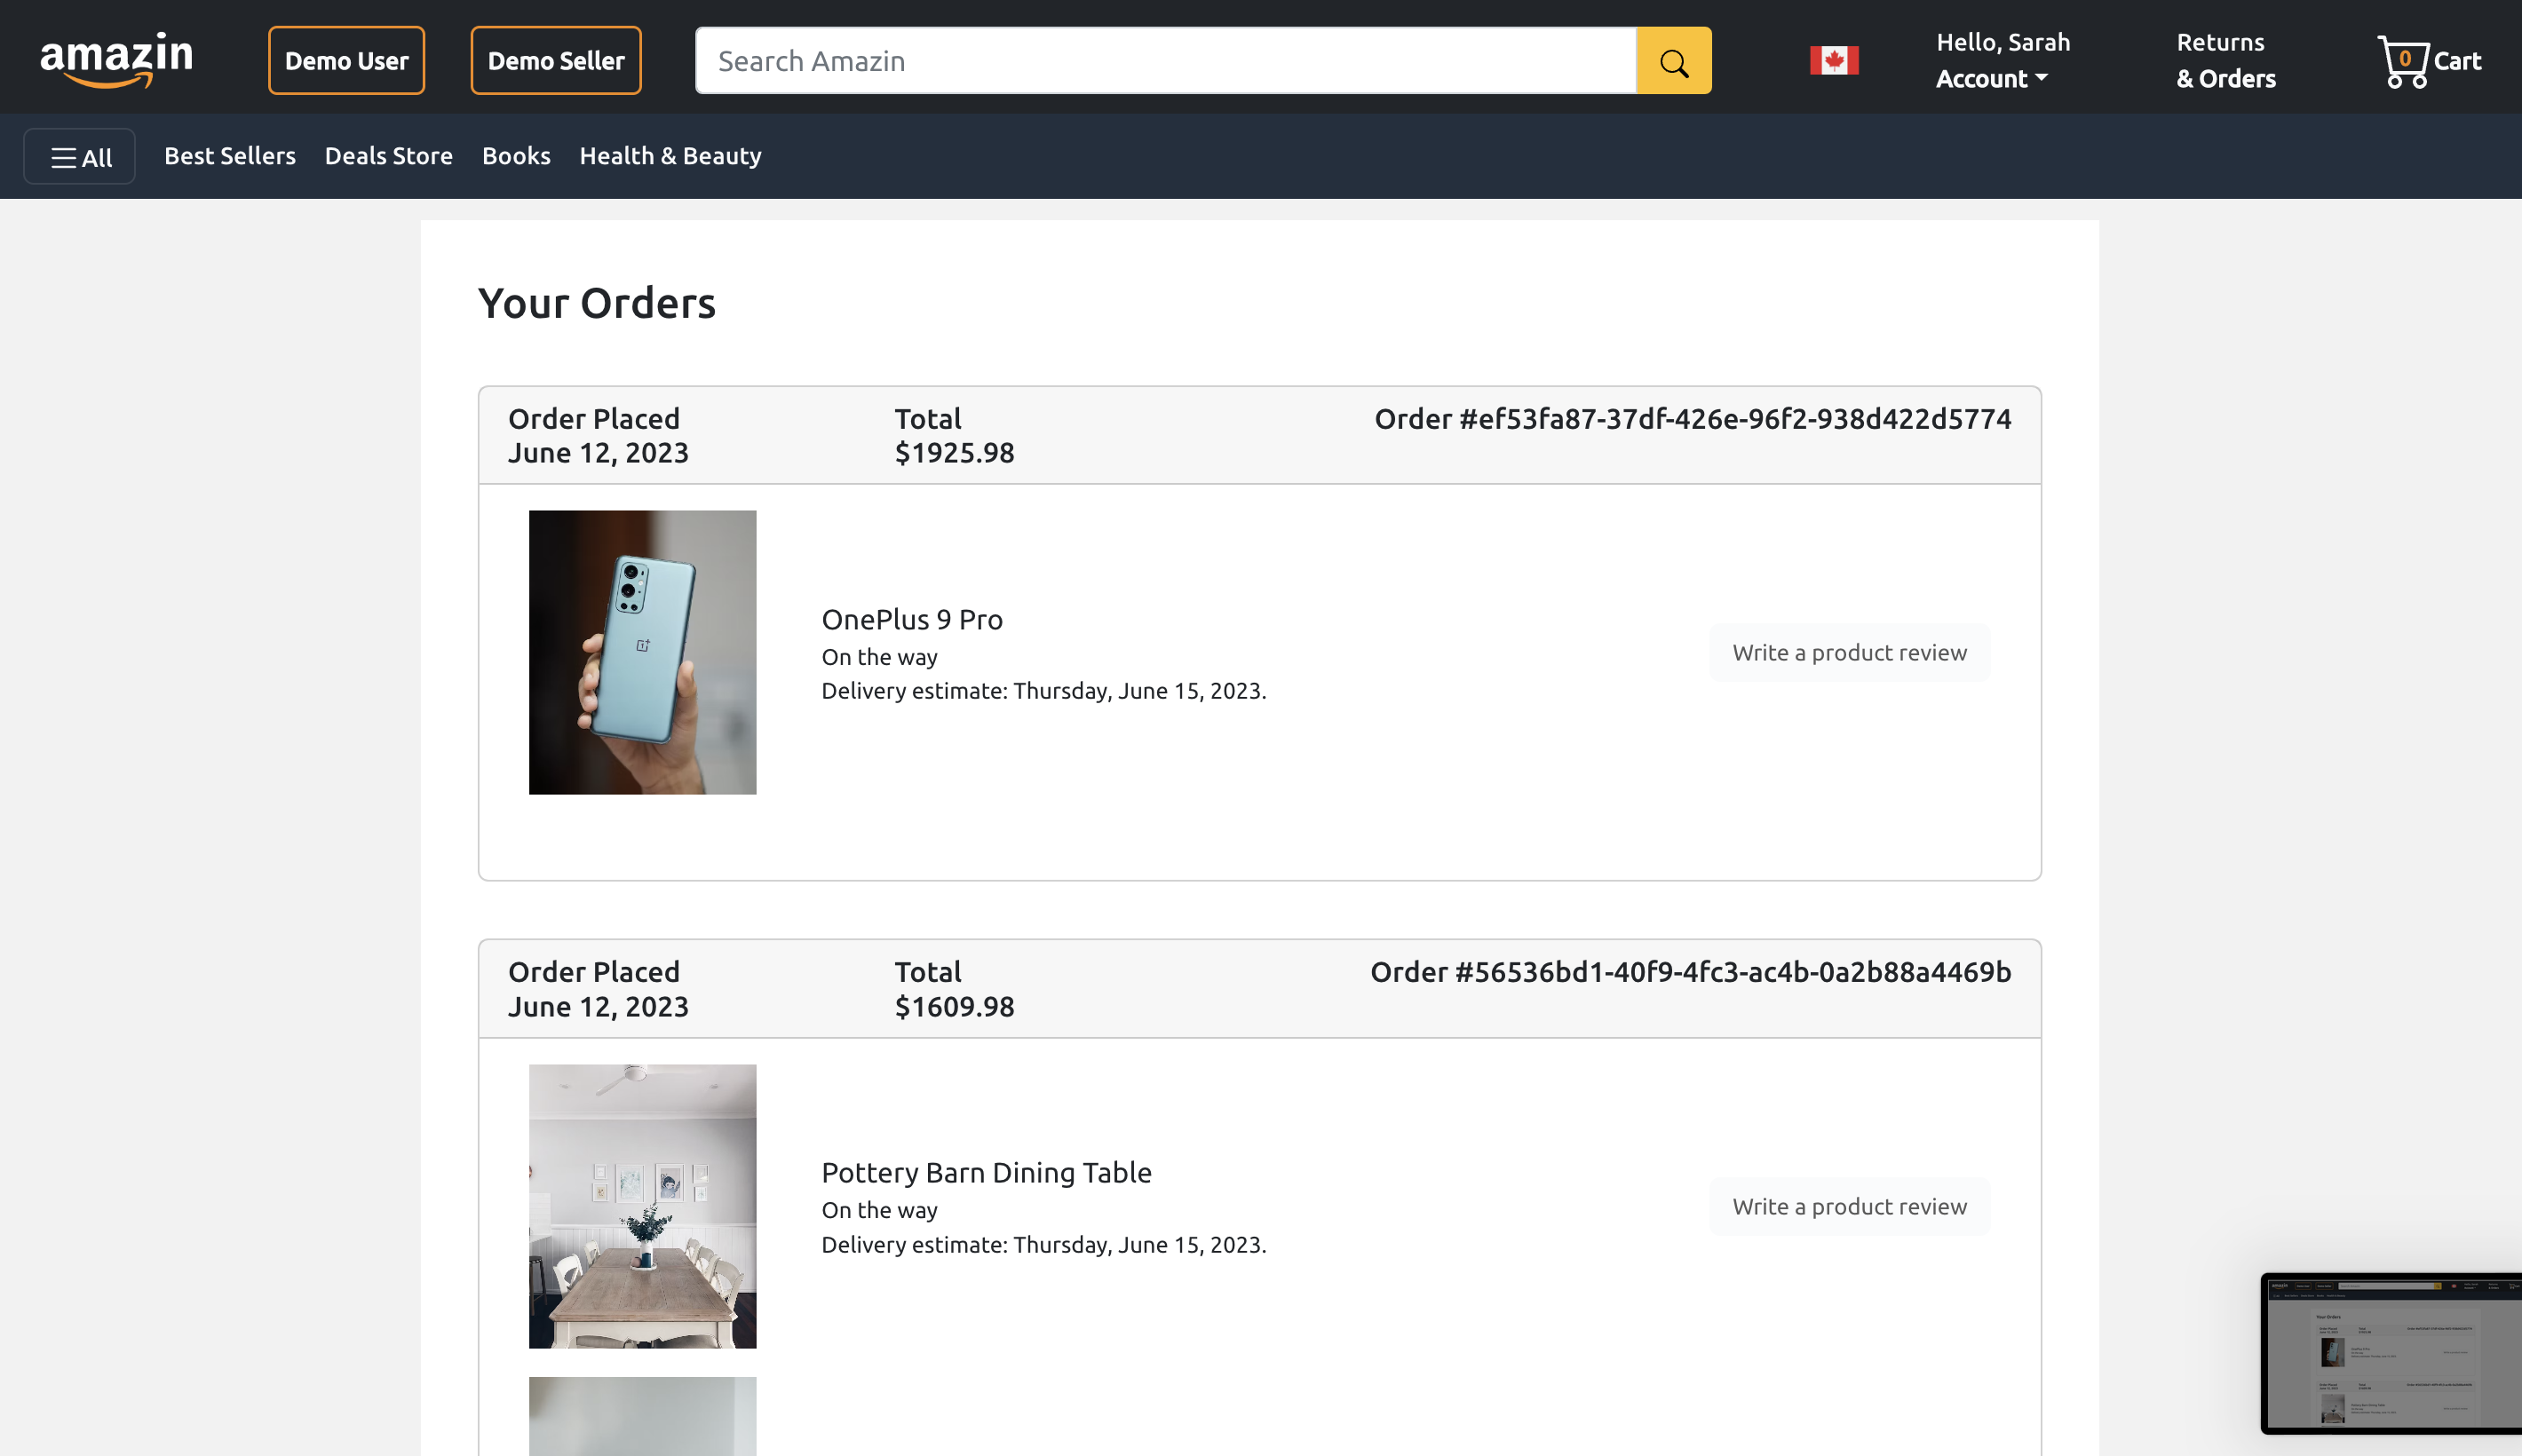 amazin
Demo User
Demo Seller
Search Amazin
Hello, Sarah
Account
Returns
& Orders
0
Cart
All
Best Sellers
Deals Store
Books
Health & Beauty
Your Orders
Order Placed
June 12, 2023
Total
$1925.98
Order #ef53fa87-37df-426e-96f2-938d422d5774
OnePlus 9 Pro
On the way
Delivery estimate: Thursday, June 15, 2023.
Write a product review
Order Placed
June 12, 2023
Total
$1609.98
Order #56536bd1-40f9-4fc3-ac4b-0a2b88a4469b
Pottery Barn Dining Table
On the way
Delivery estimate: Thursday, June 15, 2023.
Write a product review
Your Orders